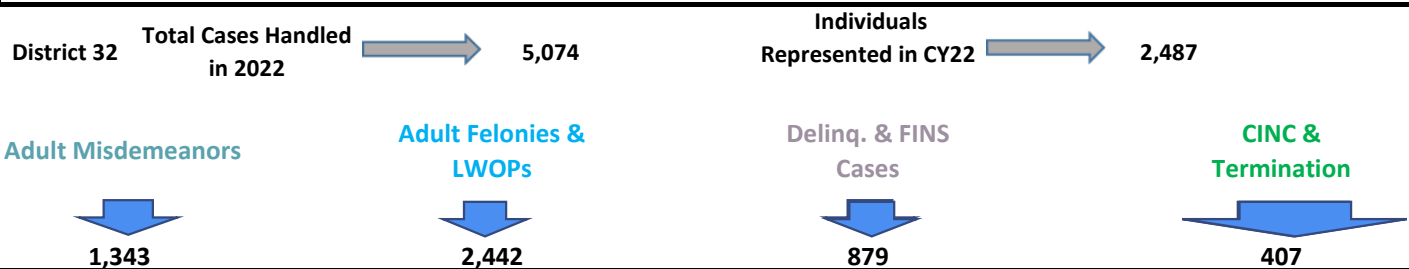 District 32
Total Cases Handled
in 2022
5,074
Individuals
Represented in CY22
2,487
Adult Misdemeanors
Adult Felonies &
LWOPs
Delinq. & FINS
Cases
CINC &
Termination
1,343
2,442
879
407